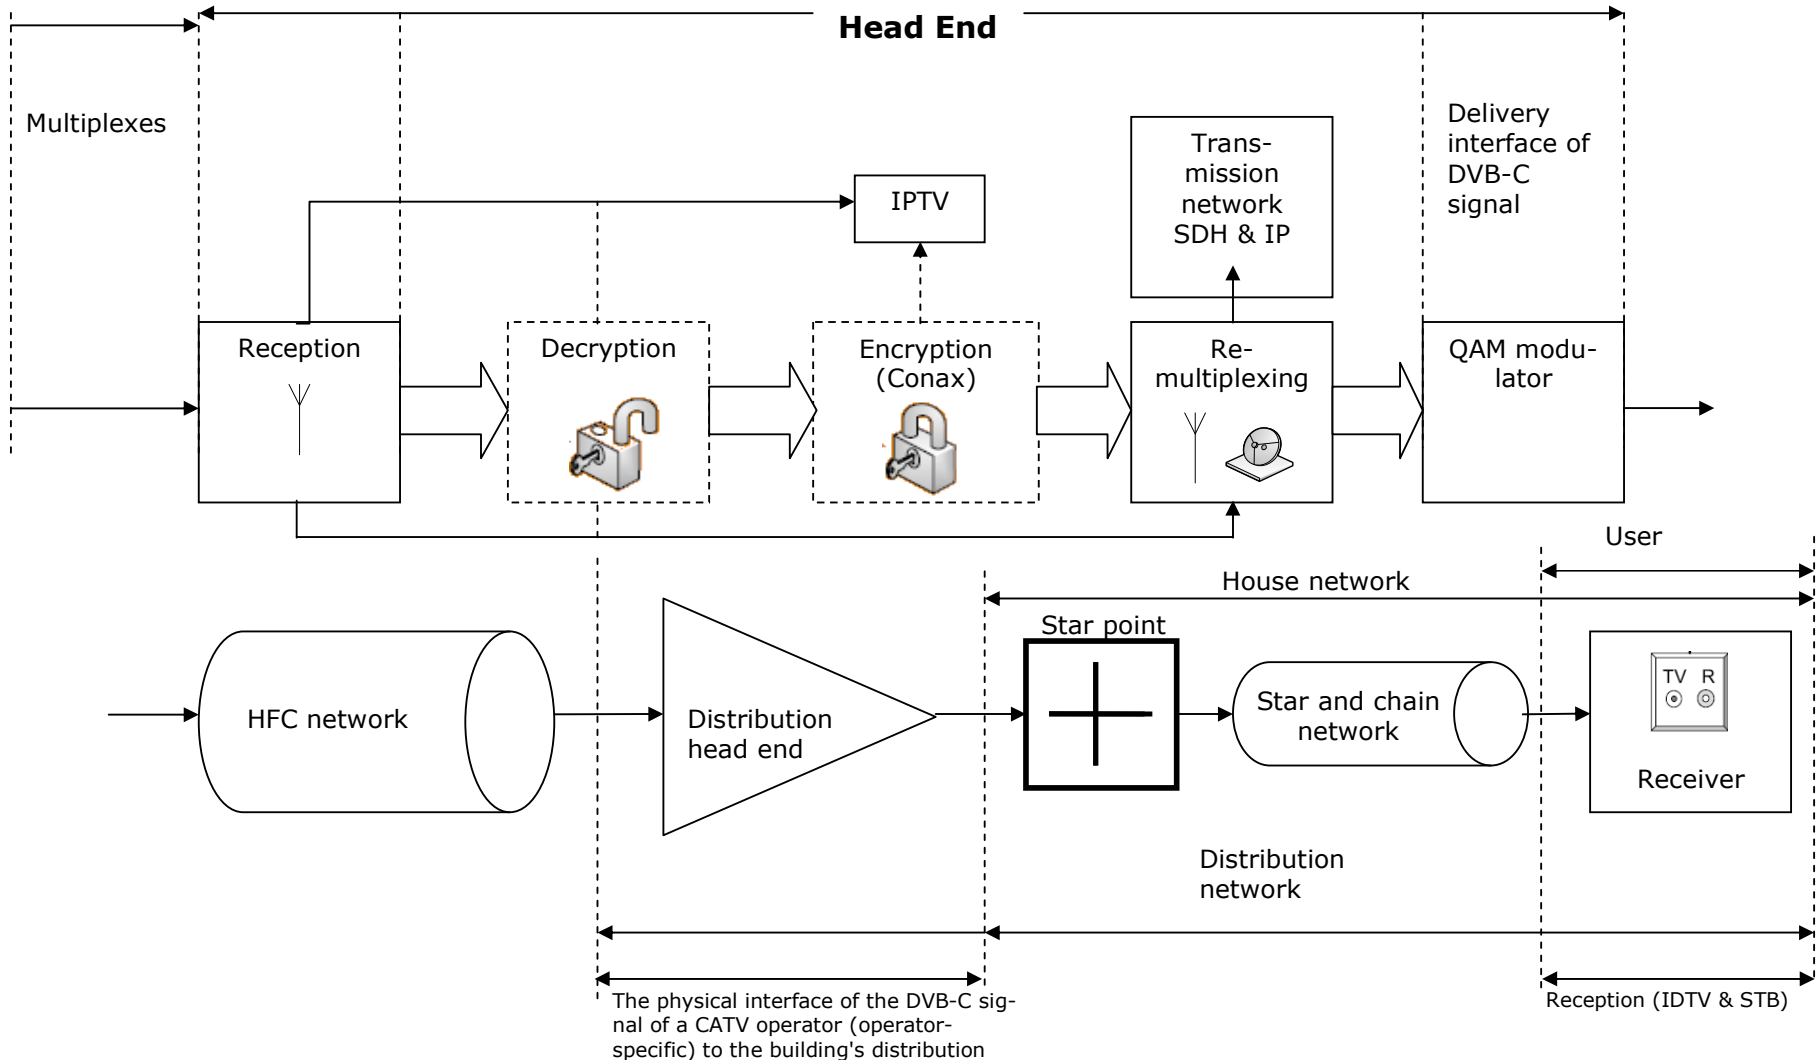 Head End
Multiplexes
Delivery
interface of
DVB-C
signal
Trans-
mission
network
SDH & IP
IPTV
Reception
Decryption
Encryption
(Conax)
Re-
multiplexing
QAM modu-
lator
User
House network
Star point
HFC network
Distribution
head end
Star and chain
network
TV R
Receiver
Distribution
network
The physical interface of the DVB-C sig-
nal of a CATV operator (operator-
specific) to the building's distribution
Reception (IDTV & STB)